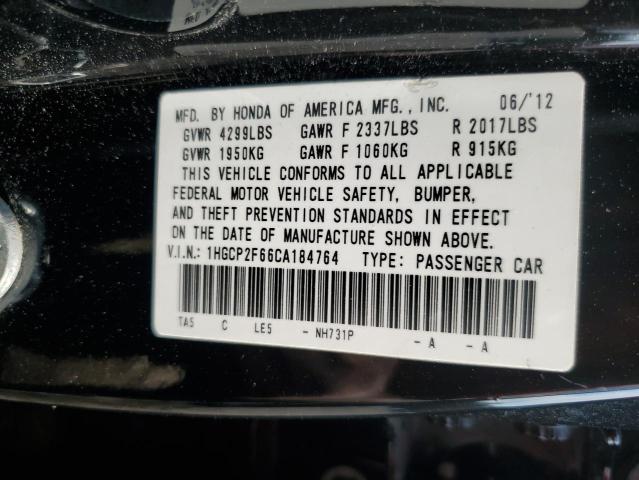 MFD. BY HONDA OF AMERICA MFG., INC. 06/'12
GVWR 4299LBS GAWR F 2337LBS R 2017LBS
GVWR 1950KG GAWR F 1060KG R 915KG
THIS VEHICLE CONFORMS TO ALL APPLICABLE
FEDERAL MOTOR VEHICLE SAFETY, BUMPER,
AND THEFT PREVENTION STANDARDS IN EFFECT
ON THE DATE OF MANUFACTURE SHOWN ABOVE.
V.I.N.: 1HGCP2F66CA184764 TYPE: PASSENGER CAR
TA5 C LE5 - NH731P - A - A